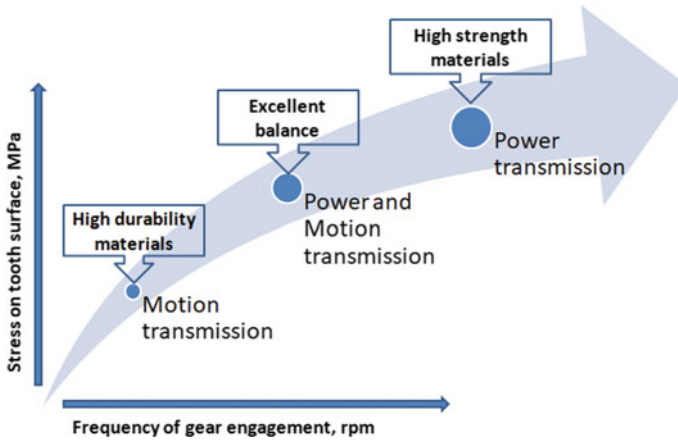 High strength
materials
Power
transmission
Excellent
balance
Power and
Motion
transmission
High durability
materials
Motion
transmission
Stress on tooth surface, MPa
Frequency of gear engagement, rpm